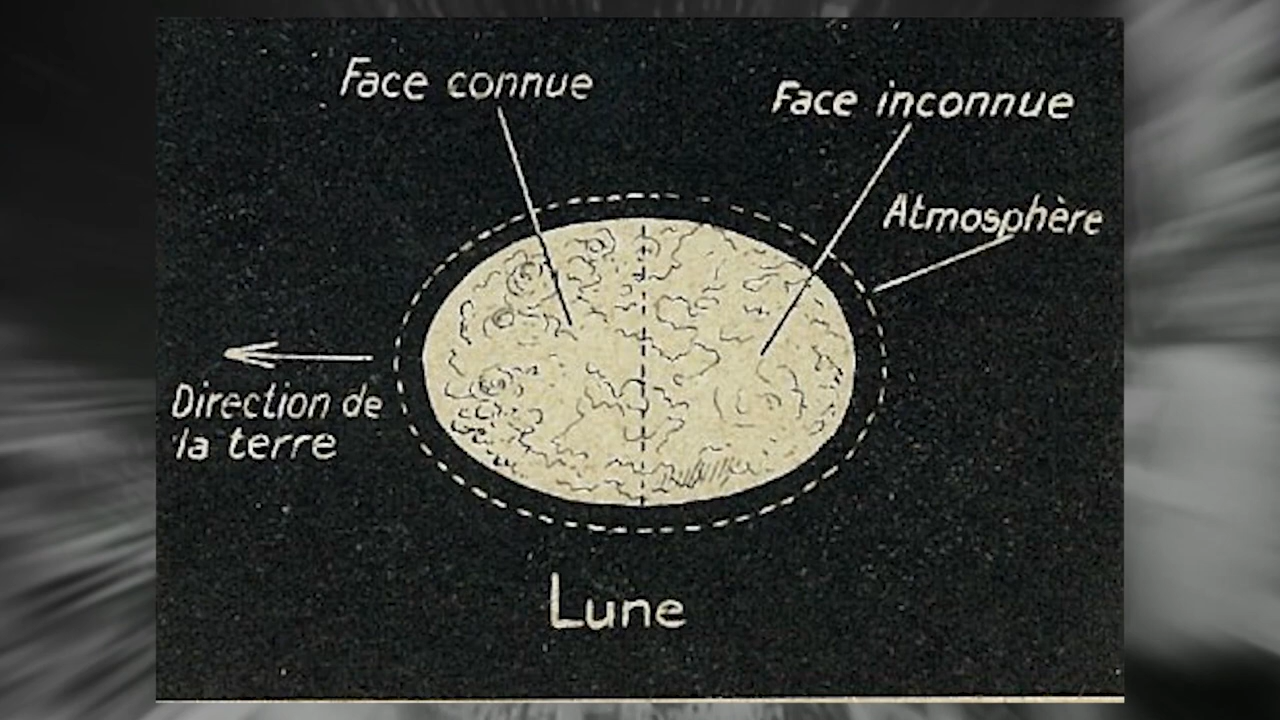 Face connue
Face inconnue
Atmosphère
Direction de
la terre
Lune